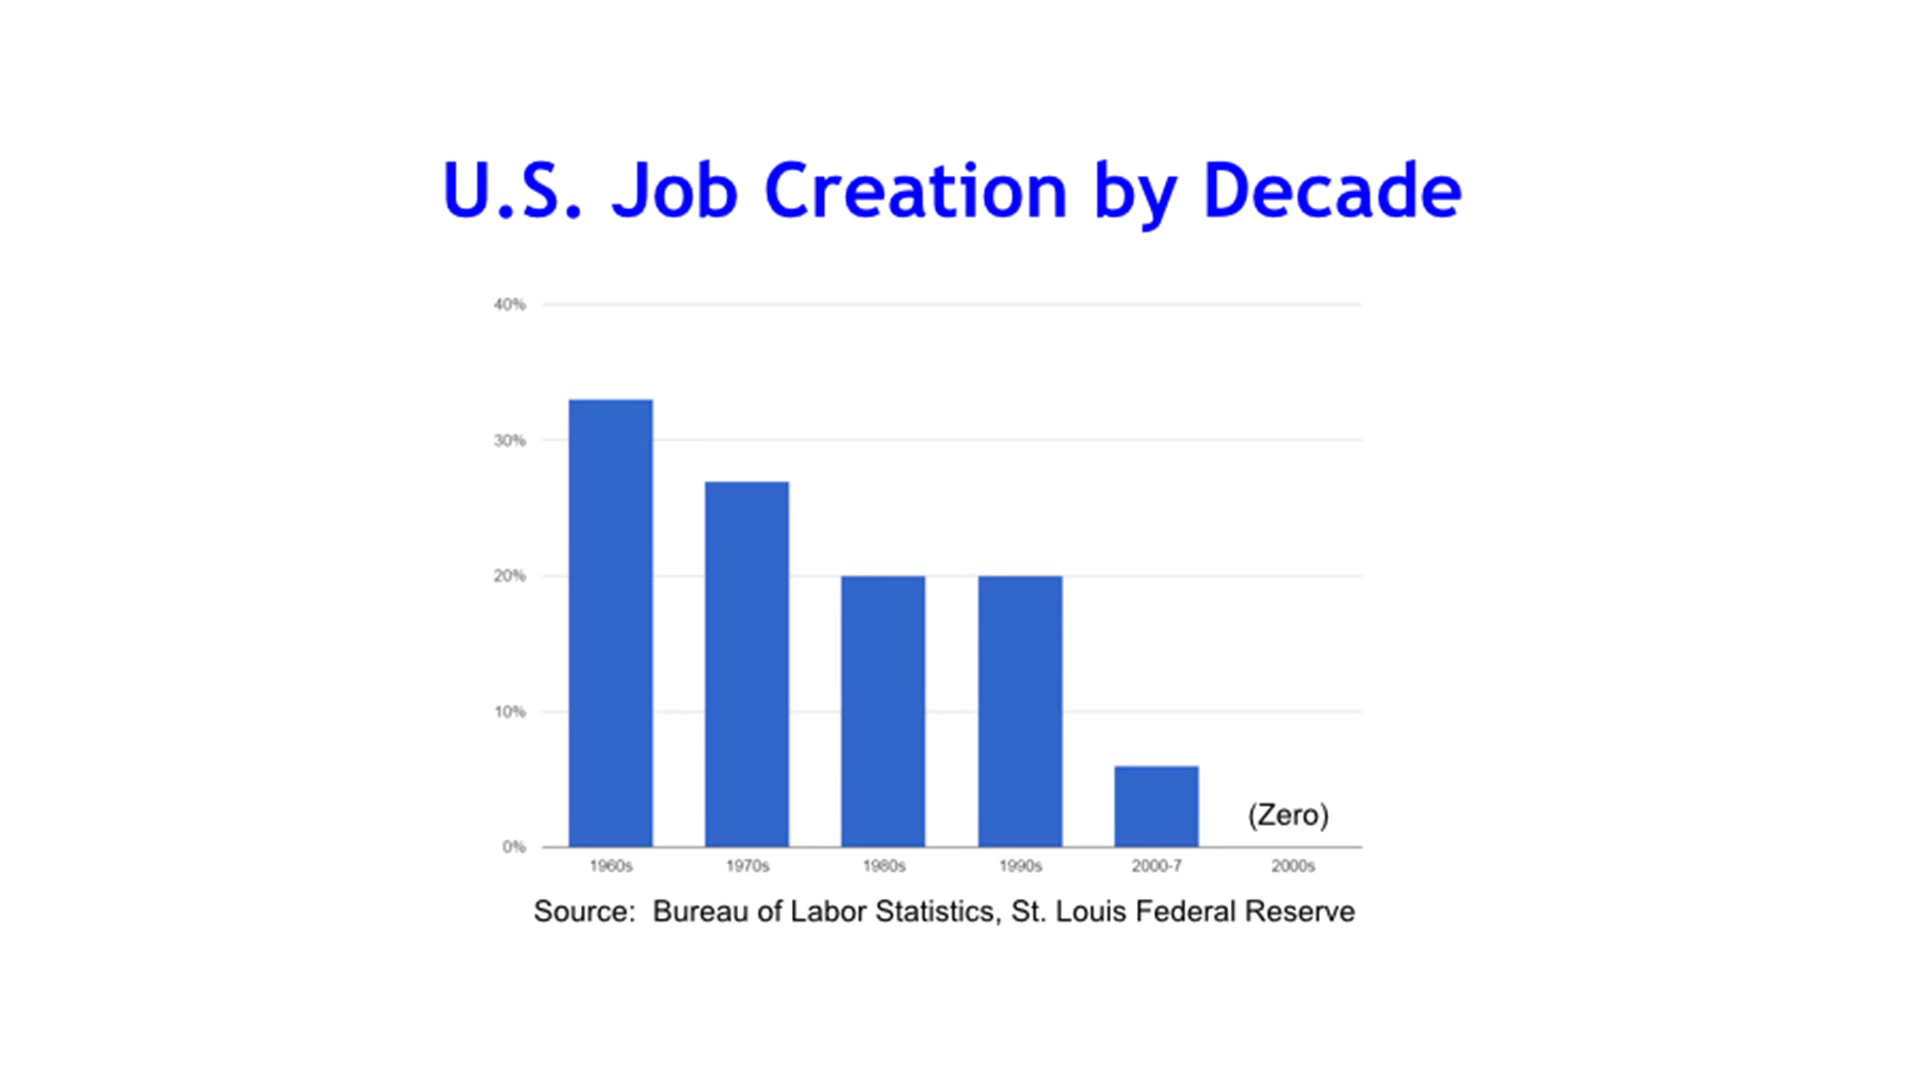 U.S. Job Creation by Decade
40%
30%
20%
10%
(Zero)
0%
1960s 1970s 1980s 1990s 2000-7 2000s
Source:  Bureau of Labor Statistics, St. Louis Federal Reserve